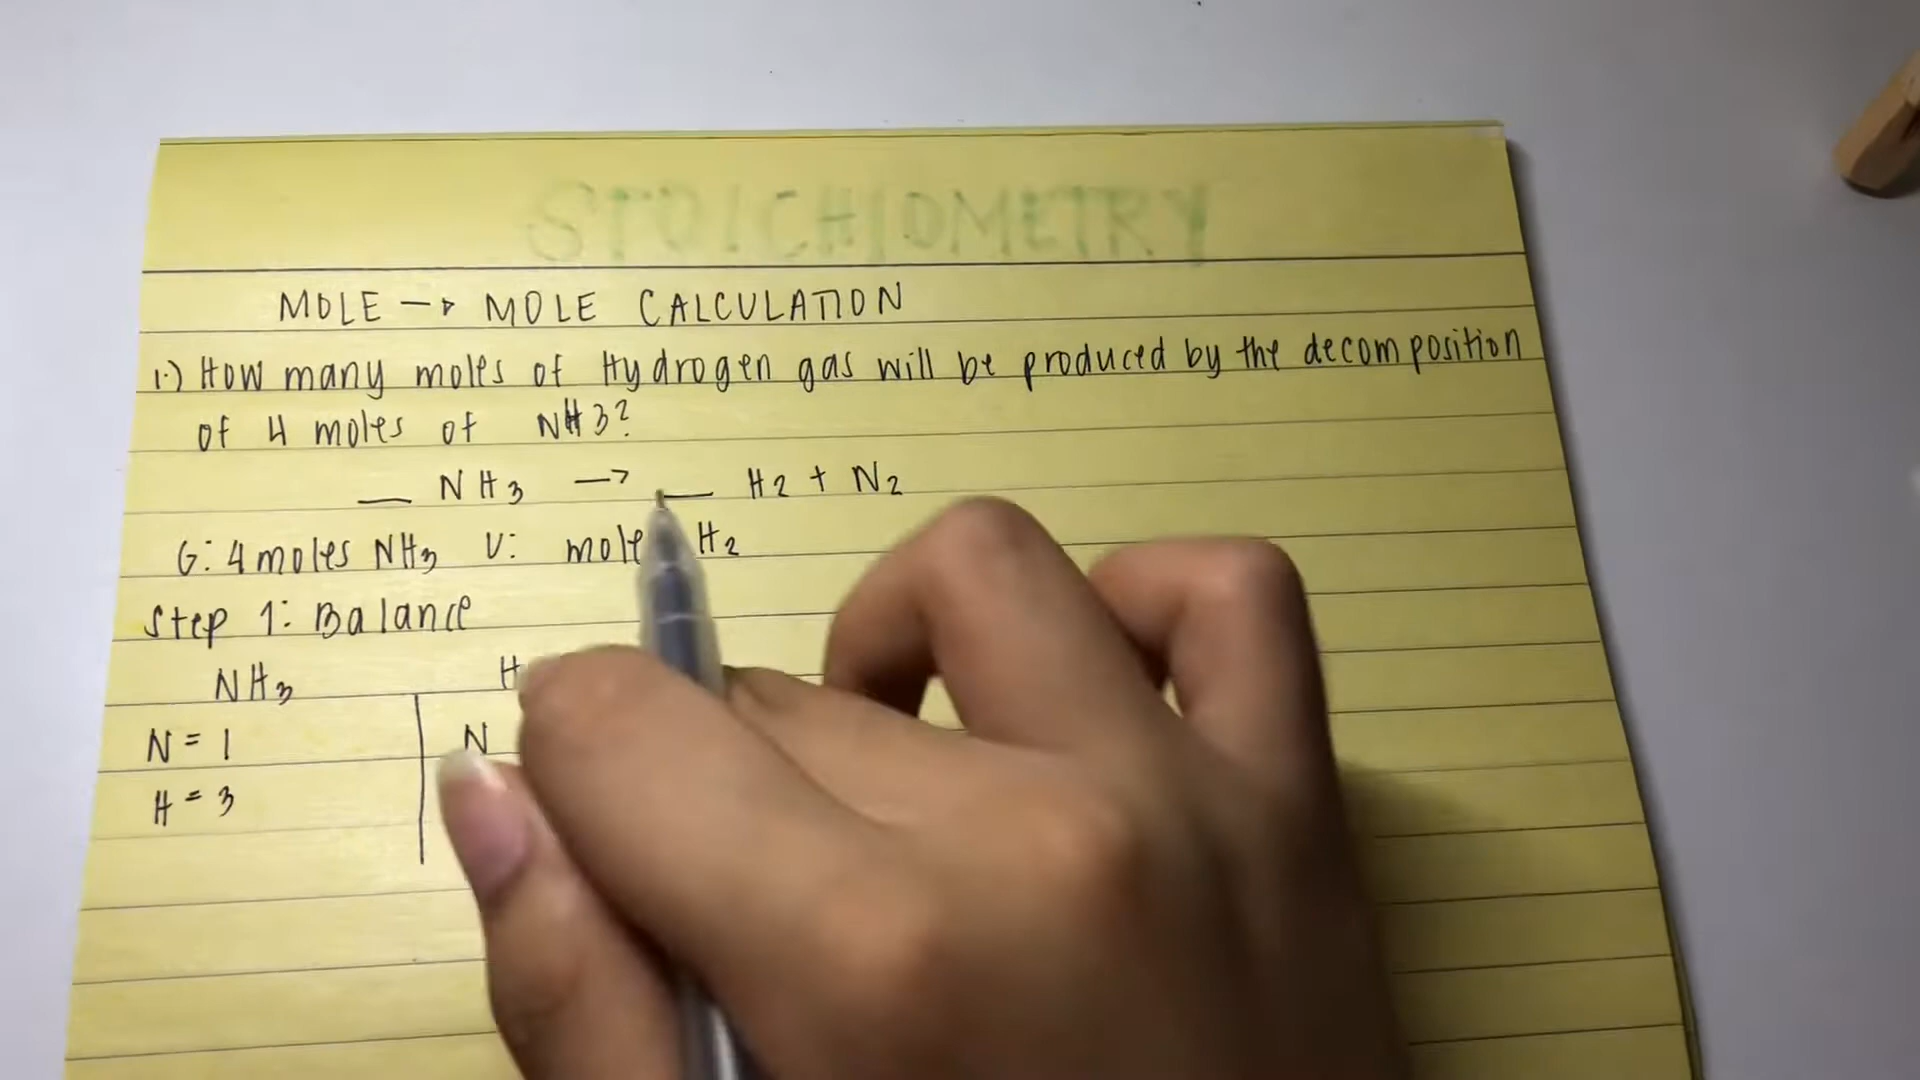 STOICHIOMETRY
MOLE → MOLE CALCULATION
1.) How many moles of Hydrogen gas will be produced by the decomposition
of 4 moles of NH3?
__ NH3 → __ H2 + N2
G: 4 moles NH3 U: mole H2
Step 1: Balance
NH3 H
N = 1 N
H = 3